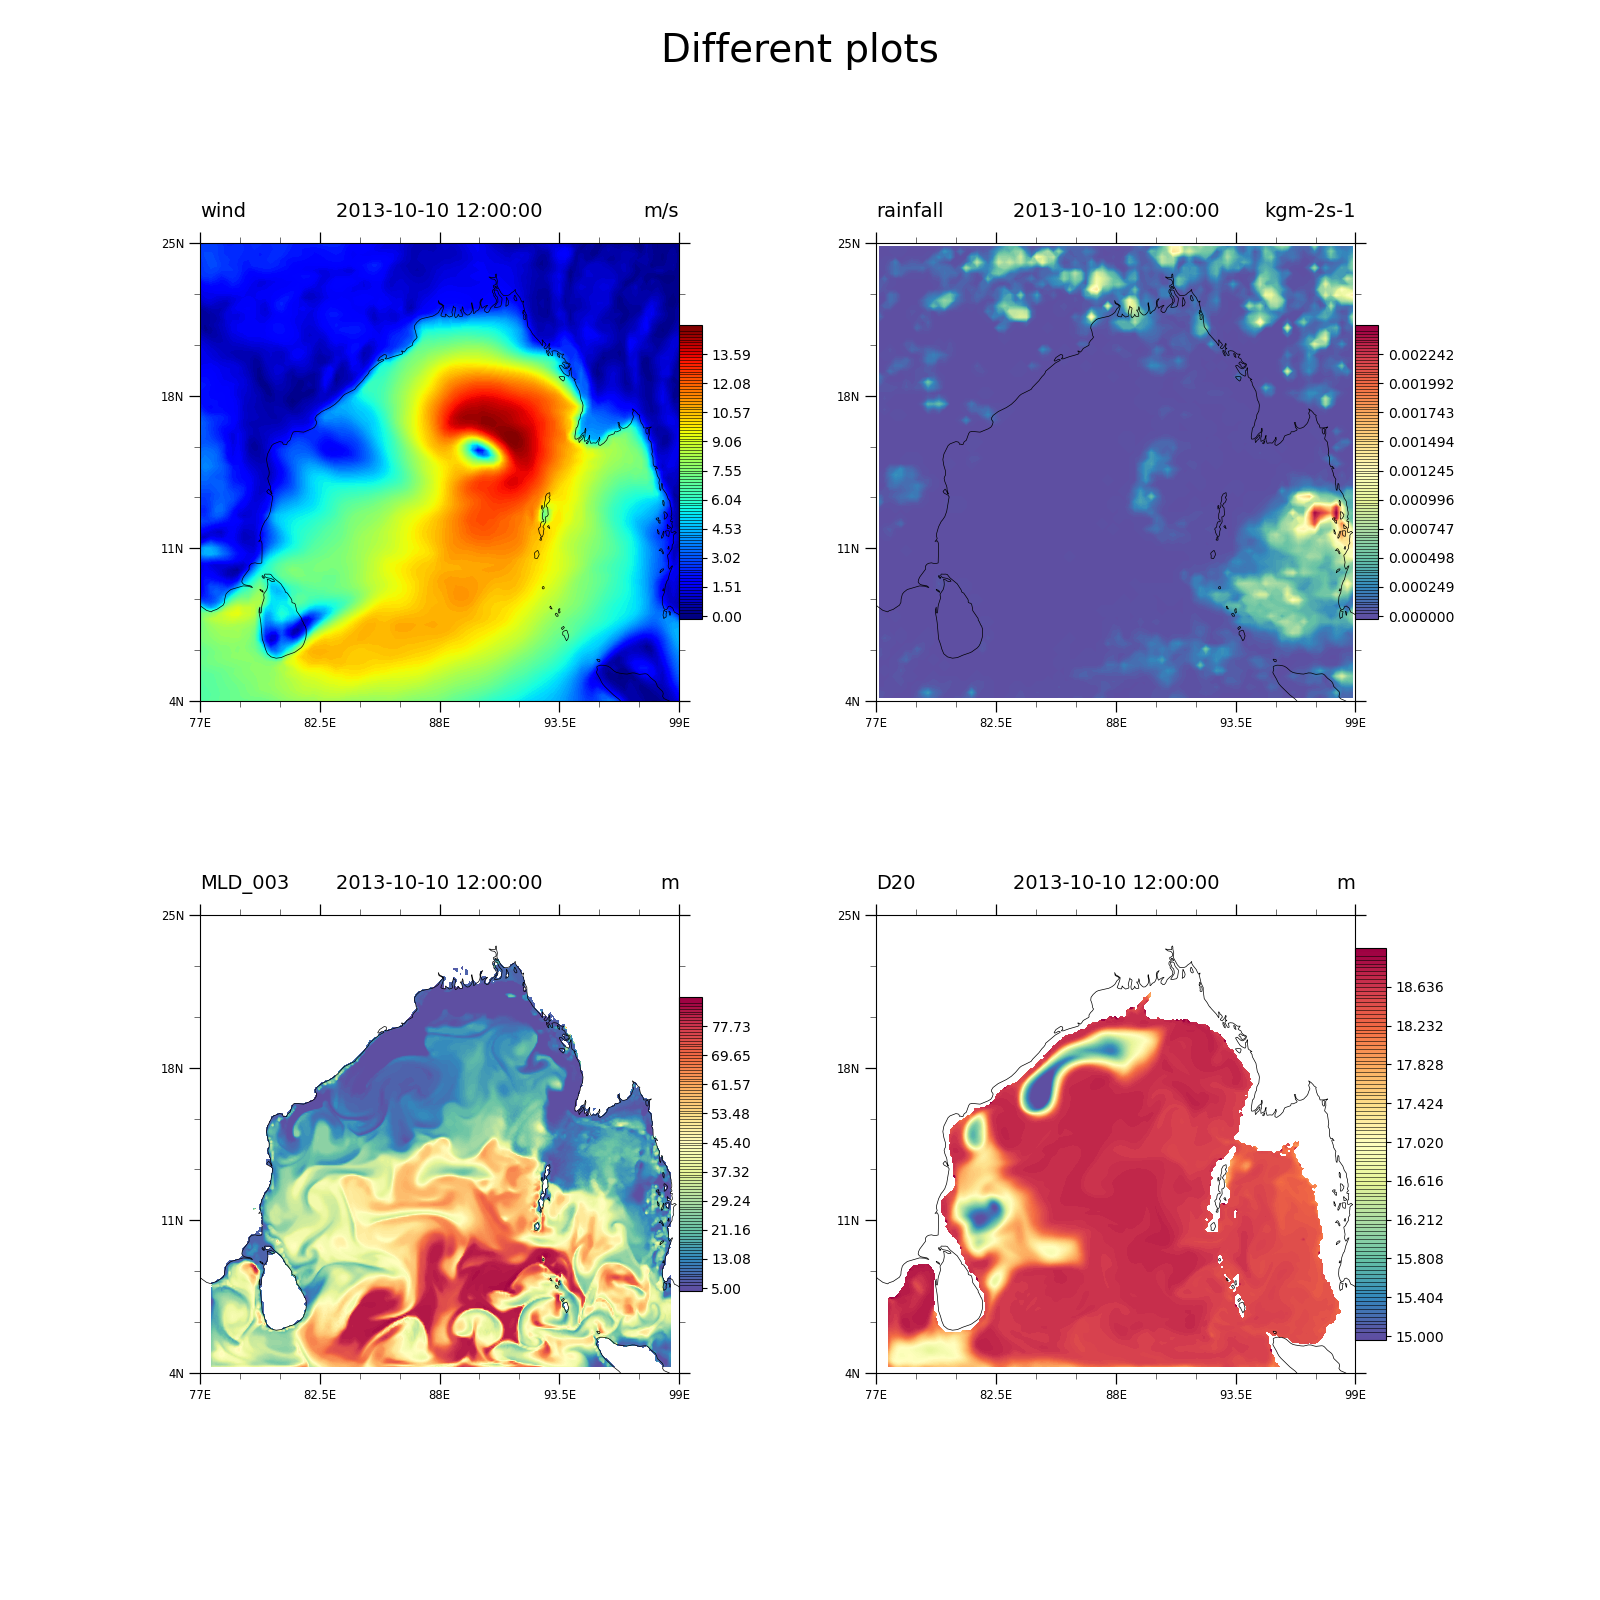 Different plots
wind 2013-10-10 12:00:00 m/s
25N
18N
11N
4N
77E 82.5E 88E 93.5E 99E
13.59
12.08
10.57
9.06
7.55
6.04
4.53
3.02
1.51
0.00
rainfall 2013-10-10 12:00:00 kgm-2s-1
25N
18N
11N
4N
77E 82.5E 88E 93.5E 99E
0.002242
0.001992
0.001743
0.001494
0.001245
0.000996
0.000747
0.000498
0.000249
0.000000
MLD_003 2013-10-10 12:00:00 m
25N
18N
11N
4N
77E 82.5E 88E 93.5E 99E
77.73
69.65
61.57
53.48
45.40
37.32
29.24
21.16
13.08
5.00
D20 2013-10-10 12:00:00 m
25N
18N
11N
4N
77E 82.5E 88E 93.5E 99E
18.636
18.232
17.828
17.424
17.020
16.616
16.212
15.808
15.404
15.000